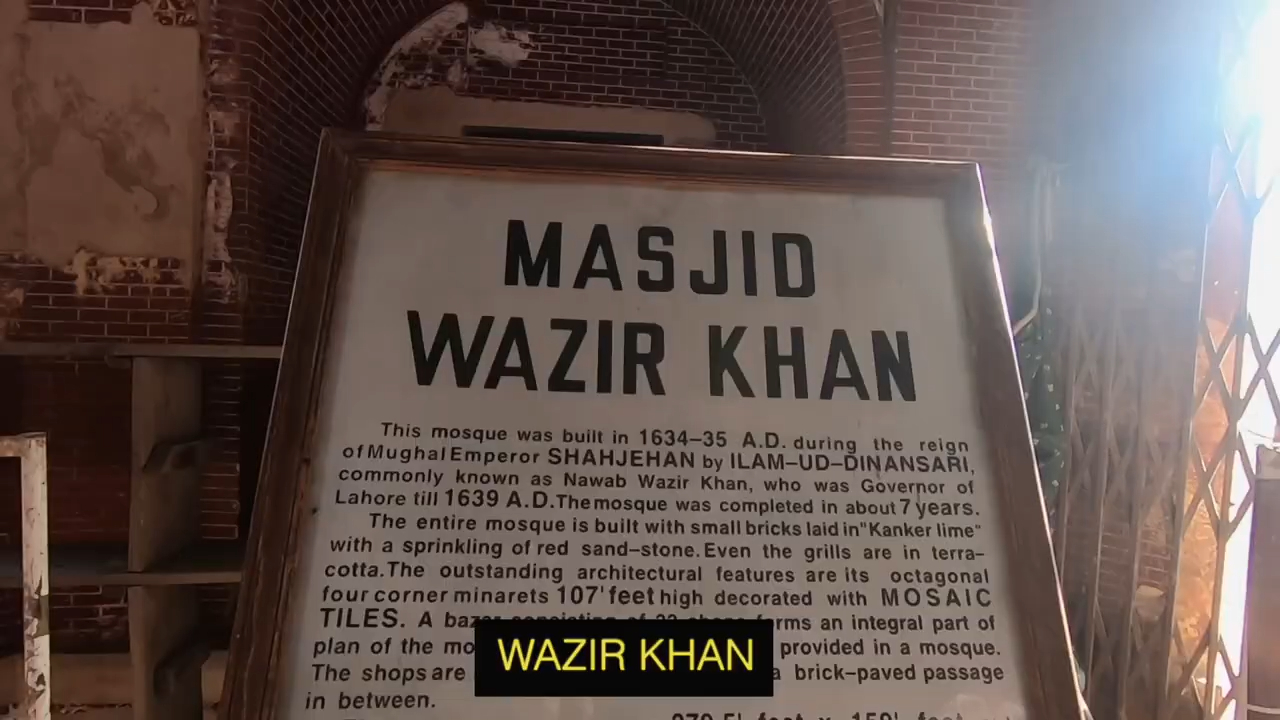 MASJID
WAZIR KHAN
This mosque was built in 1634–35 A.D. during the reign
of Mughal Emperor SHAHJEHAN by ILAM–UD–DINANSARI,
commonly known as Nawab Wazir Khan, who was Governor of
Lahore till 1639 A.D. The mosque was completed in about 7 years.
The entire mosque is built with small bricks laid in "Kanker lime"
with a sprinkling of red sand–stone. Even the grills are in terra–
cotta. The outstanding architectural features are its octagonal
four corner minarets 107' feet high decorated with MOSAIC
TILES. A bazar consisting of 22 shops forms an integral part of
plan of the provided in a mosque.
The shops are a brick–paved passage
in between.
WAZIR KHAN